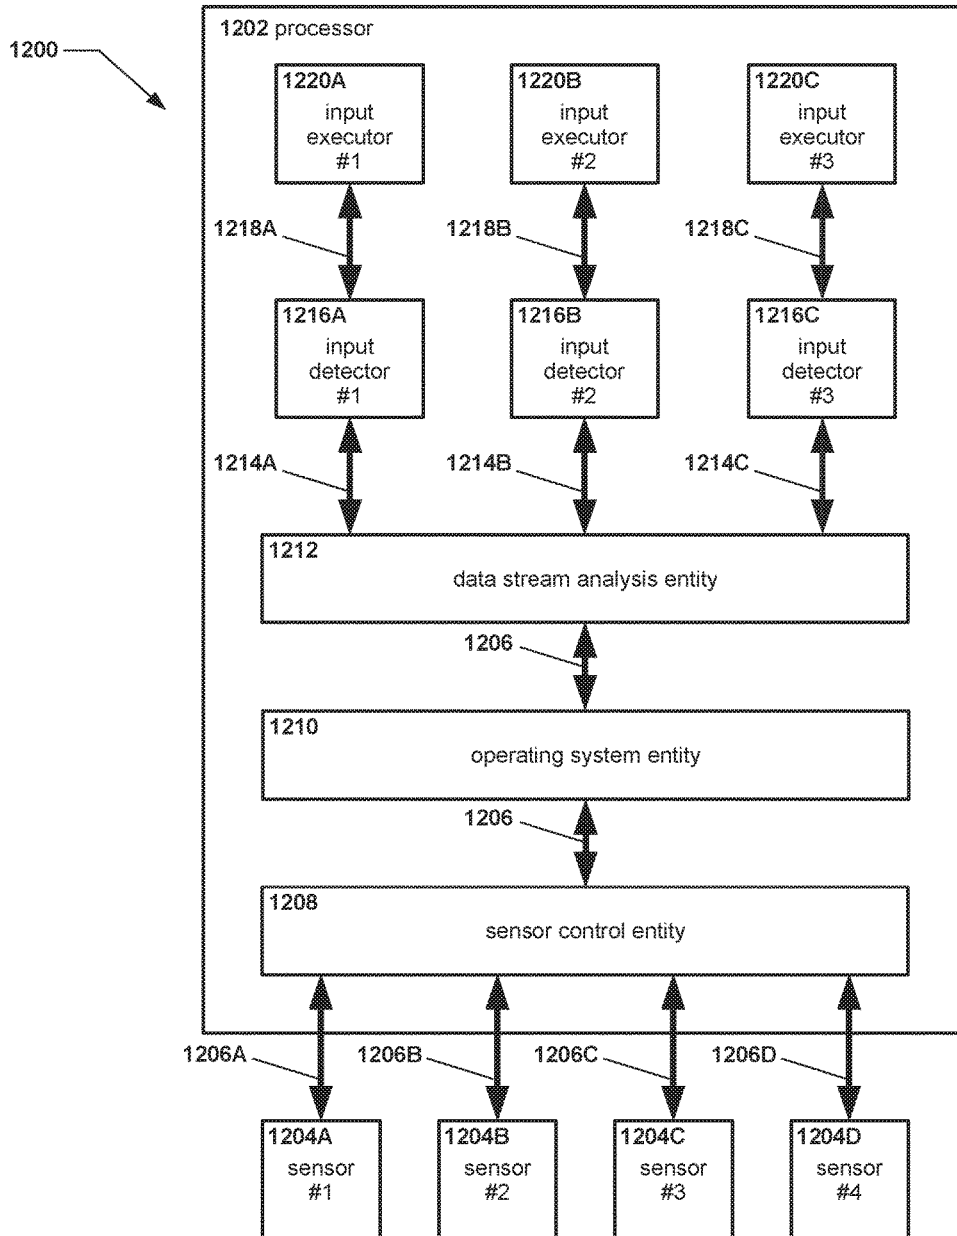 1202 processor
1200
1220A
input
executor
#1
1220B
input
executor
#2
1220C
input
executor
#3
1218A
1218B
1218C
1216A
input
detector
#1
1216B
input
detector
#2
1216C
input
detector
#3
1214A
1214B
1214C
1212
data stream analysis entity
1206
1210
operating system entity
1206
1208
sensor control entity
1206A
1206B
1206C
1206D
1204A
sensor
#1
1204B
sensor
#2
1204C
sensor
#3
1204D
sensor
#4